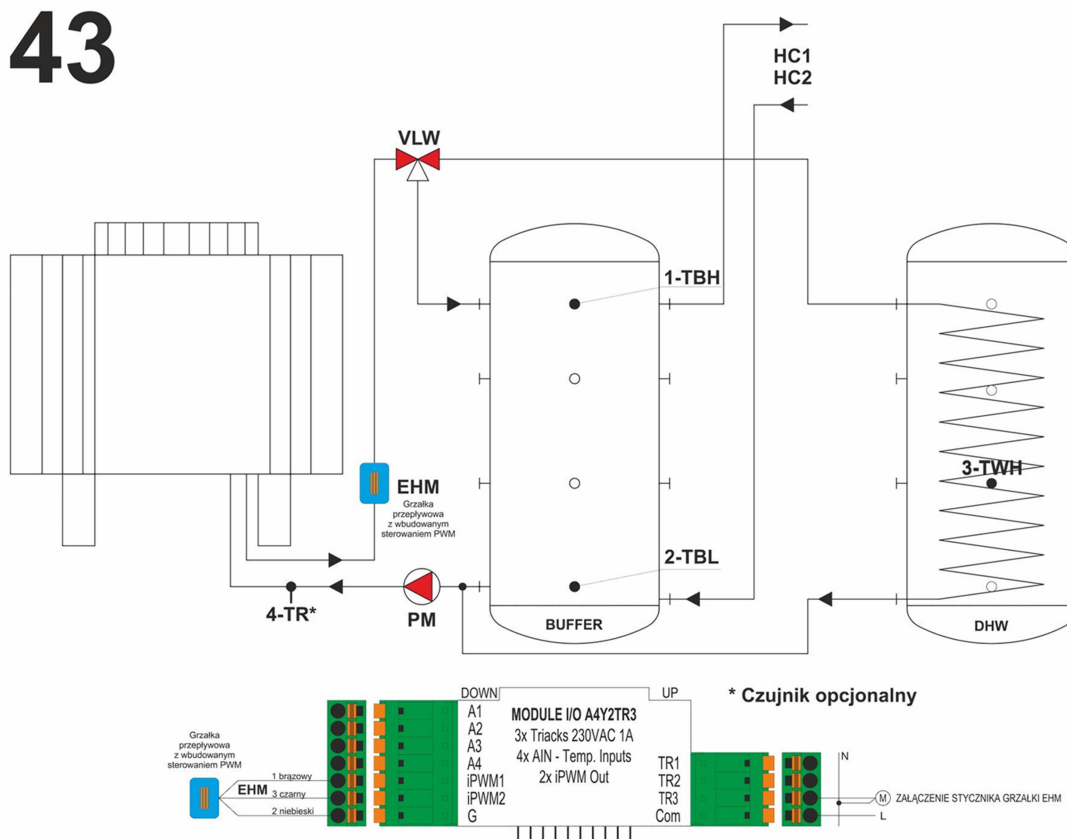 43
HC1
HC2
VLW
1-TBH
EHM
Grzałka
przepływowa
z wbudowanym
sterowaniem PWM
3-TWH
2-TBL
4-TR*
PM
BUFFER
DHW
* Czujnik opcjonalny
DOWN
UP
MODULE I/O A4Y2TR3
3x Triacks 230VAC 1A
4x AIN - Temp. Inputs
2x iPWM Out
A1
A2
A3
A4
iPWM1
iPWM2
G
TR1
TR2
TR3
Com
Grzałka
przepływowa
z wbudowanym
sterowaniem PWM
EHM
1 brązowy
3 czarny
2 niebieski
N
M
ZAŁĄCZENIE STYCZNIKA GRZAŁKI EHM
L